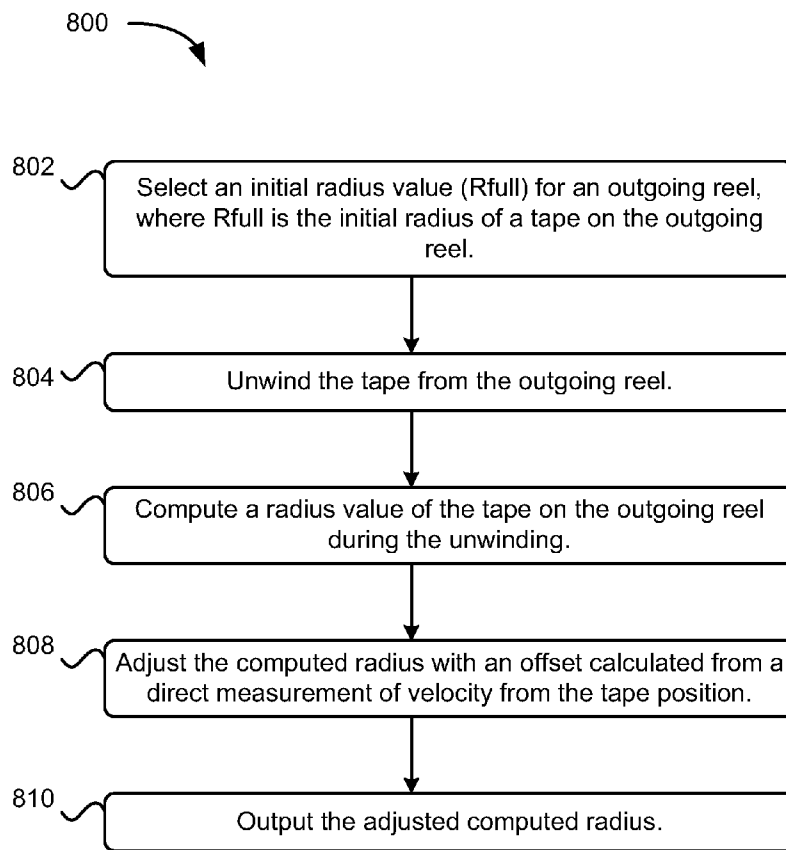 800
802
Select an initial radius value (Rfull) for an outgoing reel,
where Rfull is the initial radius of a tape on the outgoing
reel.
804
Unwind the tape from the outgoing reel.
806
Compute a radius value of the tape on the outgoing reel
during the unwinding.
808
Adjust the computed radius with an offset calculated from a
direct measurement of velocity from the tape position.
810
Output the adjusted computed radius.